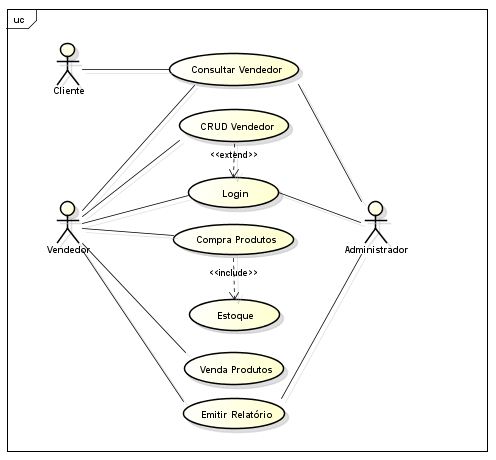 uc
Consultar Vendedor
Cliente
CRUD Vendedor
<<extend>>
Login
Vendedor
Administrador
Compra Produtos
<<include>>
Estoque
Venda Produtos
Emitir Relatório